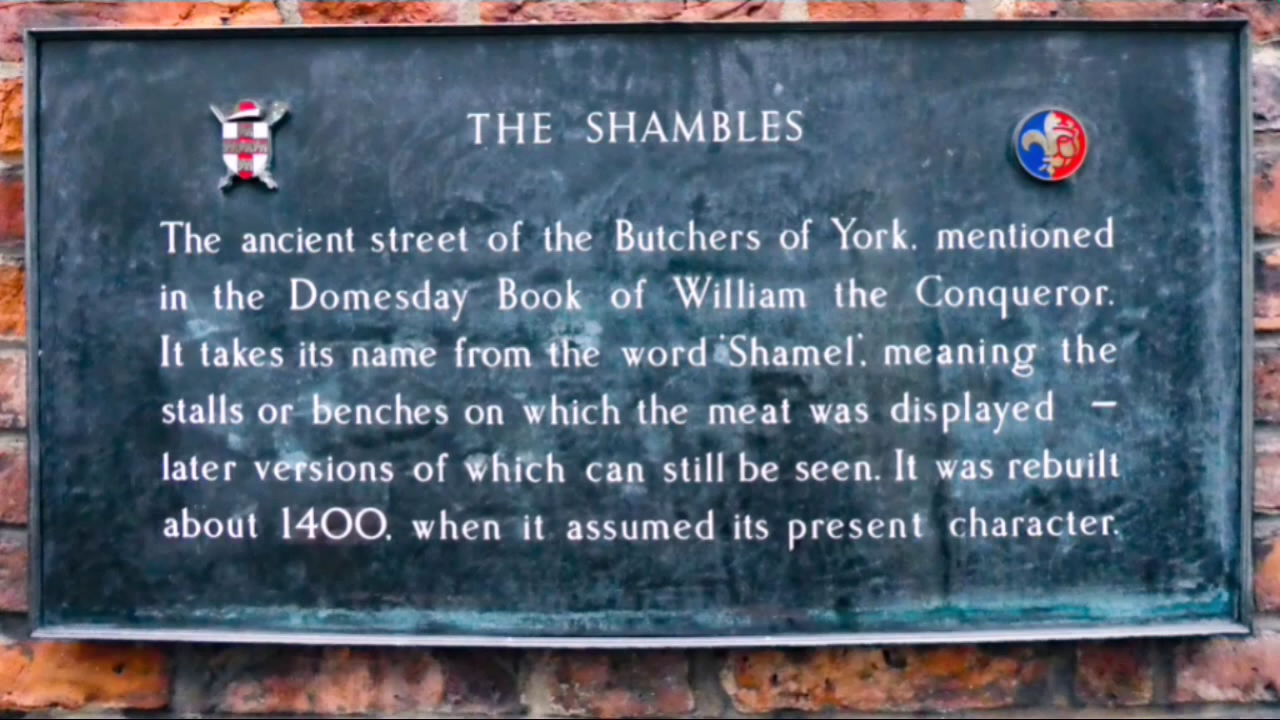 THE SHAMBLES
The ancient street of the Butchers of York, mentioned
in the Domesday Book of William the Conqueror.
It takes its name from the word 'Shamel', meaning the
stalls or benches on which the meat was displayed –
later versions of which can still be seen. It was rebuilt
about 1400, when it assumed its present character.